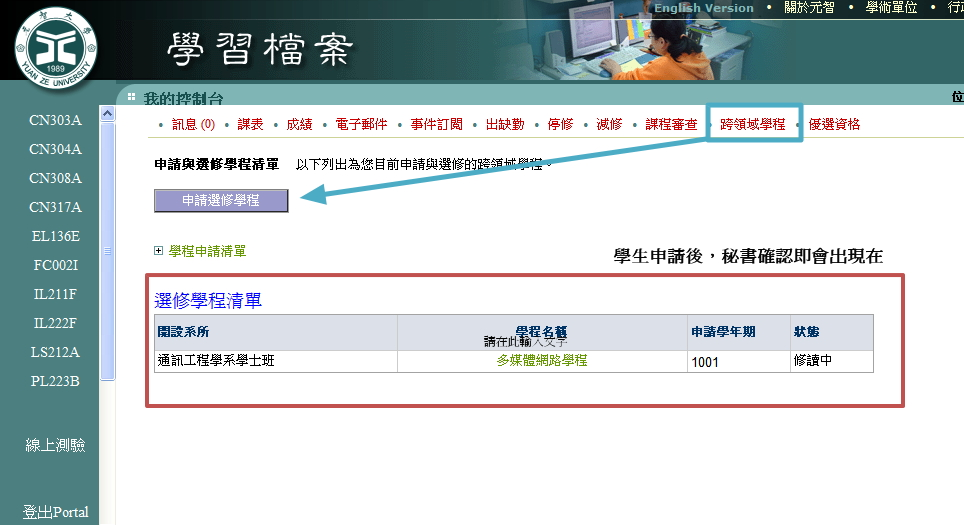 English Version • 關於元智 • 學術單位 • 行政
元智大學
1989
YUAN ZE UNIVERSITY
學習檔案
我的控制台
位
• 訊息 (0) • 課表 • 成績 • 電子郵件 • 事件訂閱 • 出缺勤 • 停修 • 減修 • 課程審查 • 跨領域學程 • 優選資格
CN303A
CN304A
CN308A
CN317A
EL136E
FC002I
IL211F
IL222F
LS212A
PL223B
線上測驗
登出Portal
申請與選修學程清單 以下列出為您目前申請與選修的跨領域學程。
申請選修學程
學程申請清單
學生申請後，秘書確認即會出現在
選修學程清單
開設系所 學程名稱 申請學年期 狀態
請在此輸入文字
通訊工程學系學士班 多媒體網路學程 1001 修讀中